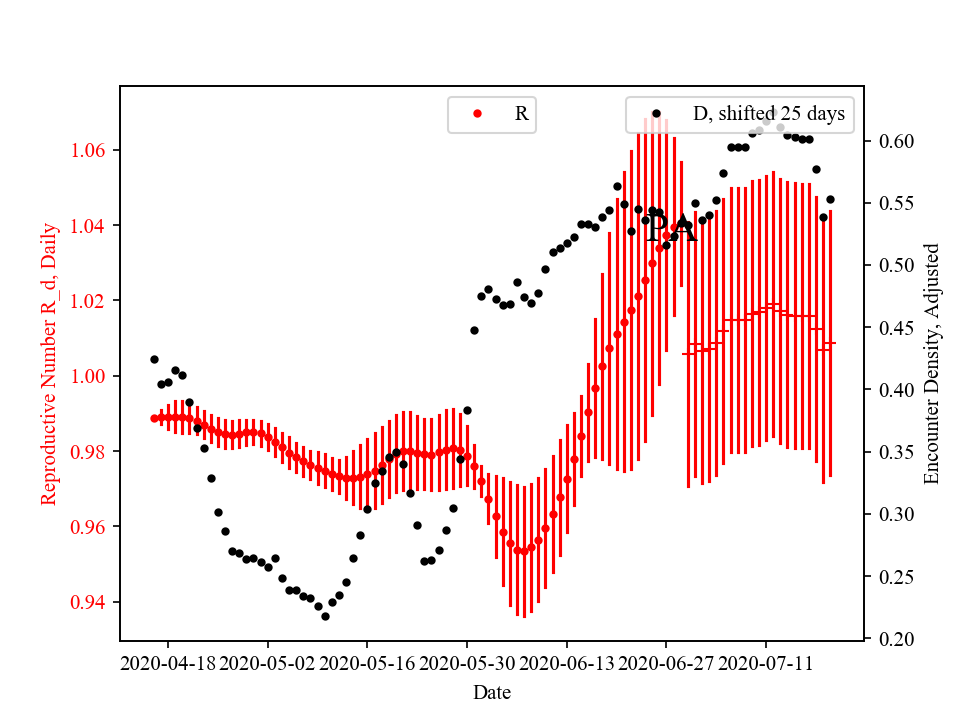 R
D, shifted 25 days
PA
Reproductive Number R_d, Daily
1.06
1.04
1.02
1.00
0.98
0.96
0.94
0.60
0.55
0.50
0.45
0.40
0.35
0.30
0.25
0.20
Encounter Density, Adjusted
2020-04-18 2020-05-02 2020-05-16 2020-05-30 2020-06-13 2020-06-27 2020-07-11
Date